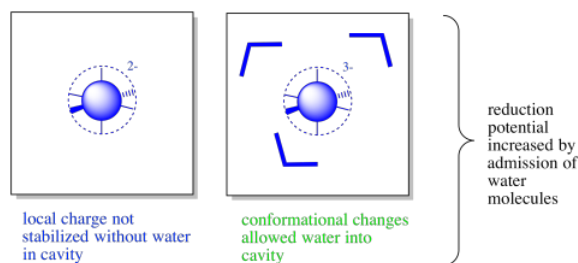 2-
3-
local charge not
stabilized without water
in cavity
conformational changes
allowed water into
cavity
reduction
potential
increased by
admission of
water
molecules